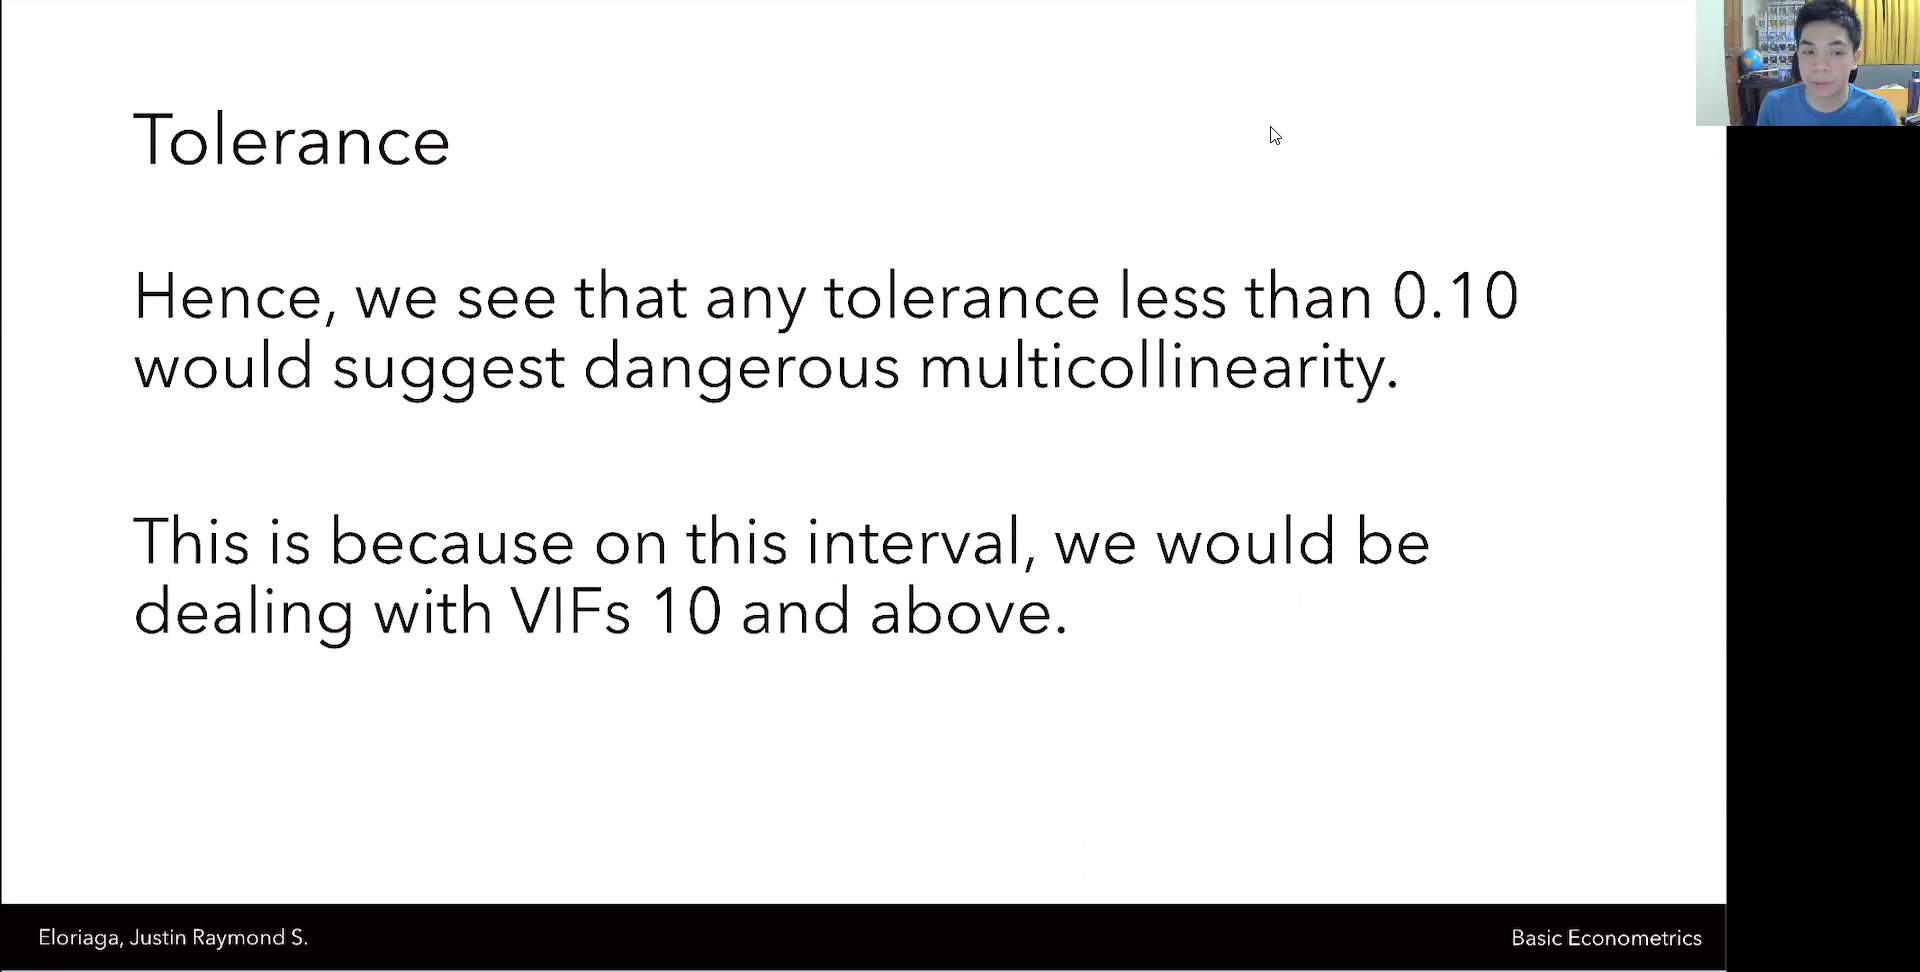 Tolerance
Hence, we see that any tolerance less than 0.10
would suggest dangerous multicollinearity.
This is because on this interval, we would be
dealing with VIFs 10 and above.
Eloriaga, Justin Raymond S.
Basic Econometrics